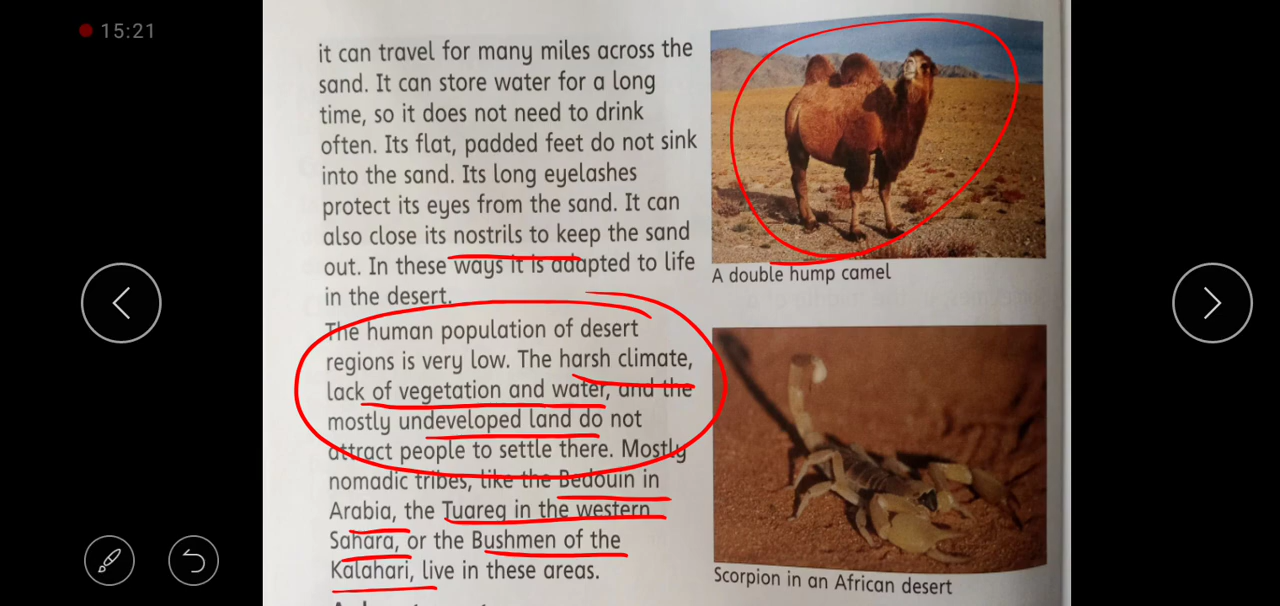 15:21
it can travel for many miles across the
sand. It can store water for a long
time, so it does not need to drink
often. Its flat, padded feet do not sink
into the sand. Its long eyelashes
protect its eyes from the sand. It can
also close its nostrils to keep the sand
out. In these ways it is adapted to life
in the desert.
The human population of desert
regions is very low. The harsh climate,
lack of vegetation and water, and the
mostly undeveloped land do not
attract people to settle there. Mostly
nomadic tribes, like the Bedouin in
Arabia, the Tuareg in the western
Sahara, or the Bushmen of the
Kalahari, live in these areas.
A double hump camel
Scorpion in an African desert